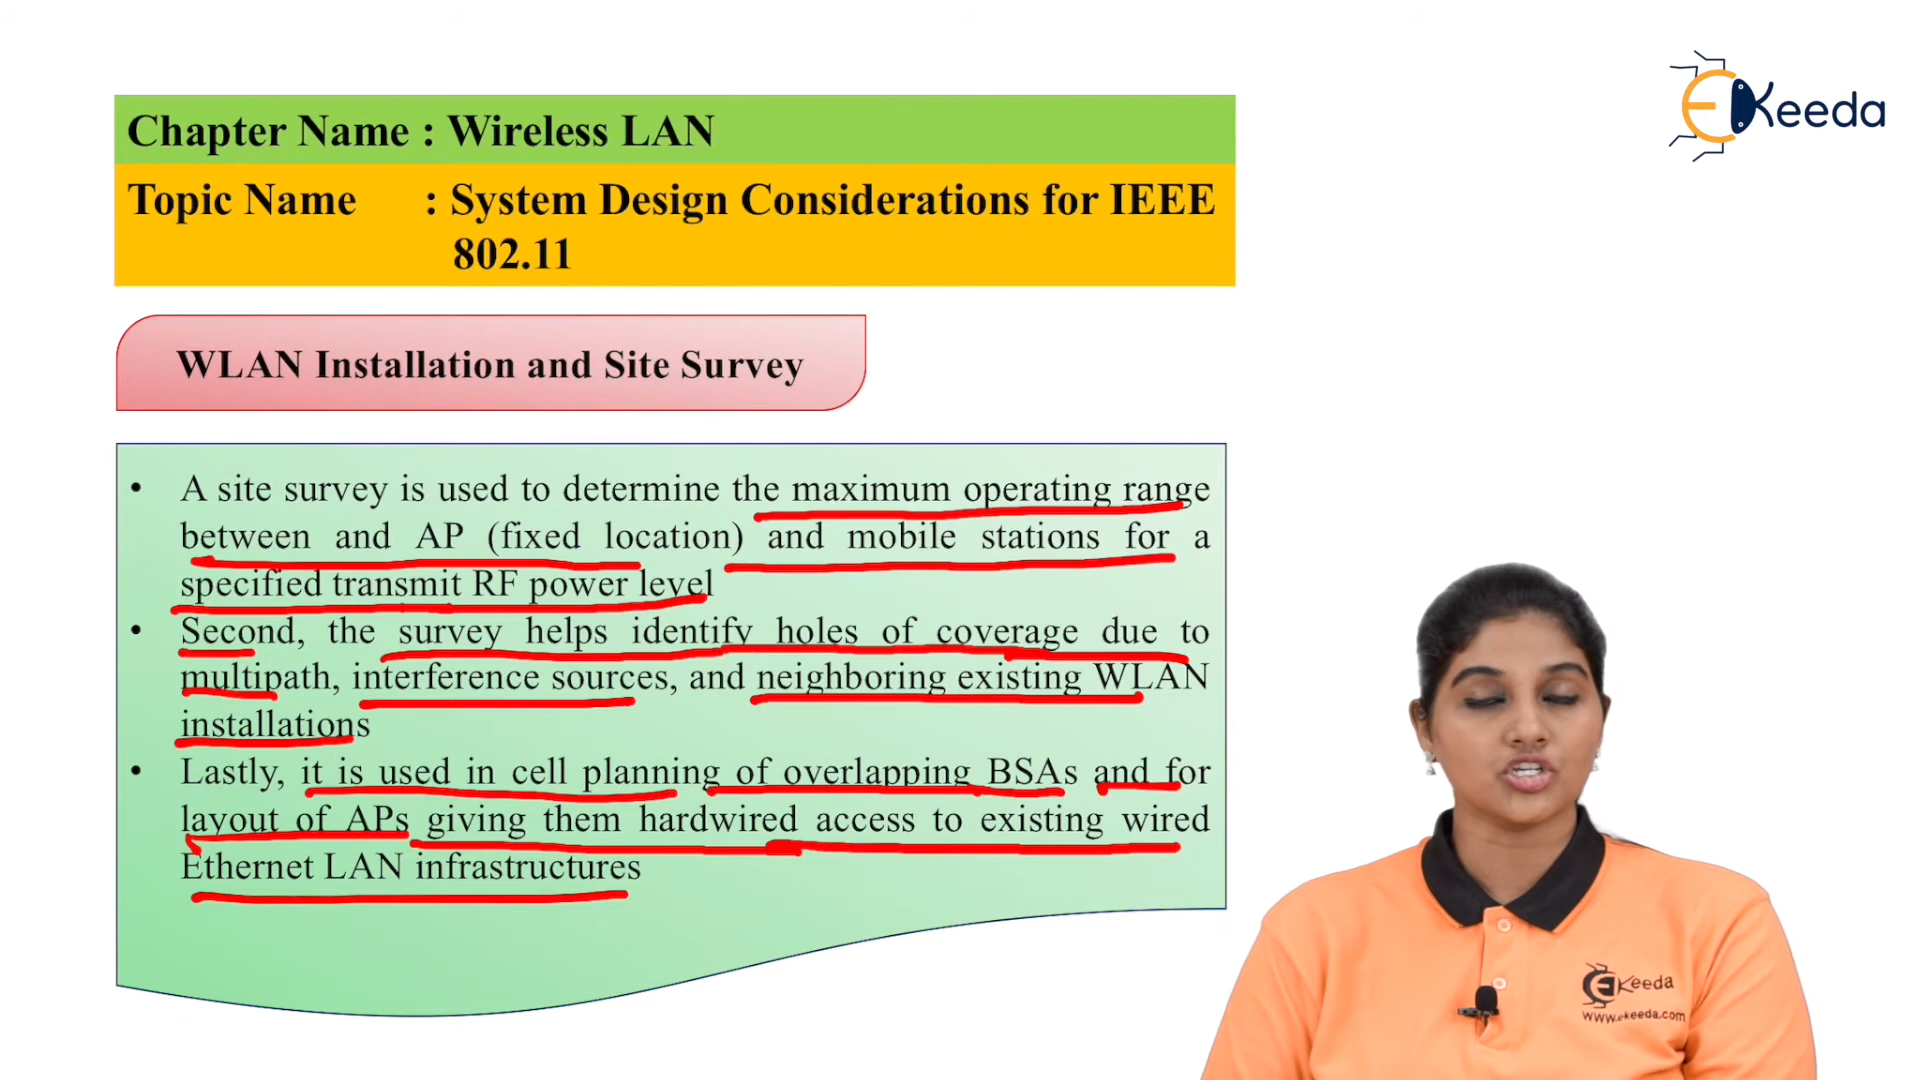 EKeeda
Chapter Name : Wireless LAN
Topic Name : System Design Considerations for IEEE
802.11
WLAN Installation and Site Survey
• A site survey is used to determine the maximum operating range
between and AP (fixed location) and mobile stations for a
specified transmit RF power level
• Second, the survey helps identify holes of coverage due to
multipath, interference sources, and neighboring existing WLAN
installations
• Lastly, it is used in cell planning of overlapping BSAs and for
layout of APs giving them hardwired access to existing wired
Ethernet LAN infrastructures
EKeeda
www.ekeeda.com